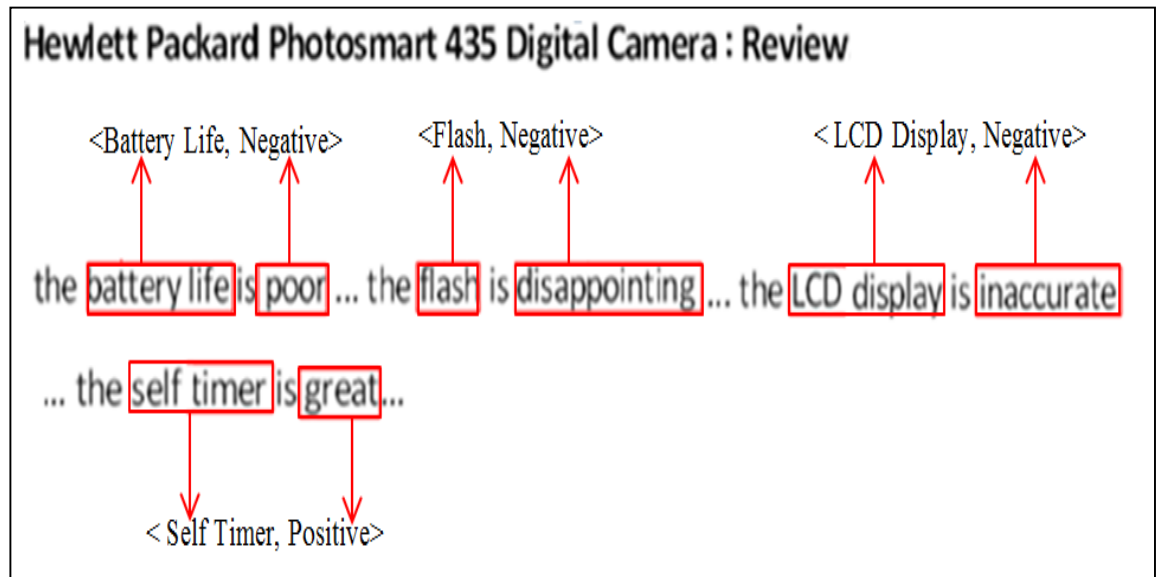 Hewlett Packard Photosmart 435 Digital Camera : Review
<Battery Life, Negative> <Flash, Negative> < LCD Display, Negative>
the battery life is poor ... the flash is disappointing ... the LCD display is inaccurate
... the self timer is great...
< Self Timer, Positive>